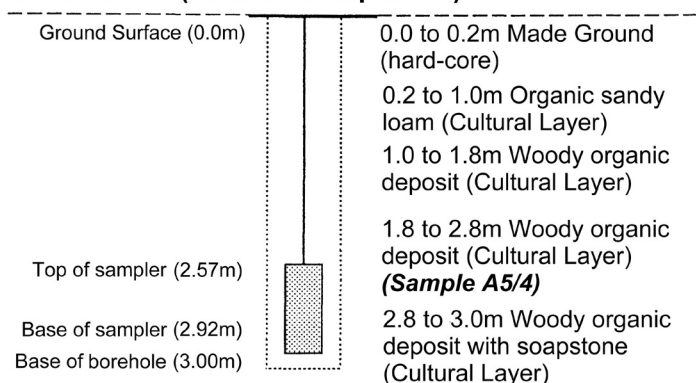 Ground Surface (0.0m)
0.0 to 0.2m Made Ground
(hard-core)
0.2 to 1.0m Organic sandy
loam (Cultural Layer)
1.0 to 1.8m Woody organic
deposit (Cultural Layer)
1.8 to 2.8m Woody organic
deposit (Cultural Layer)
(Sample A5/4)
Top of sampler (2.57m)
Base of sampler (2.92m)
Base of borehole (3.00m)
2.8 to 3.0m Woody organic
deposit with soapstone
(Cultural Layer)